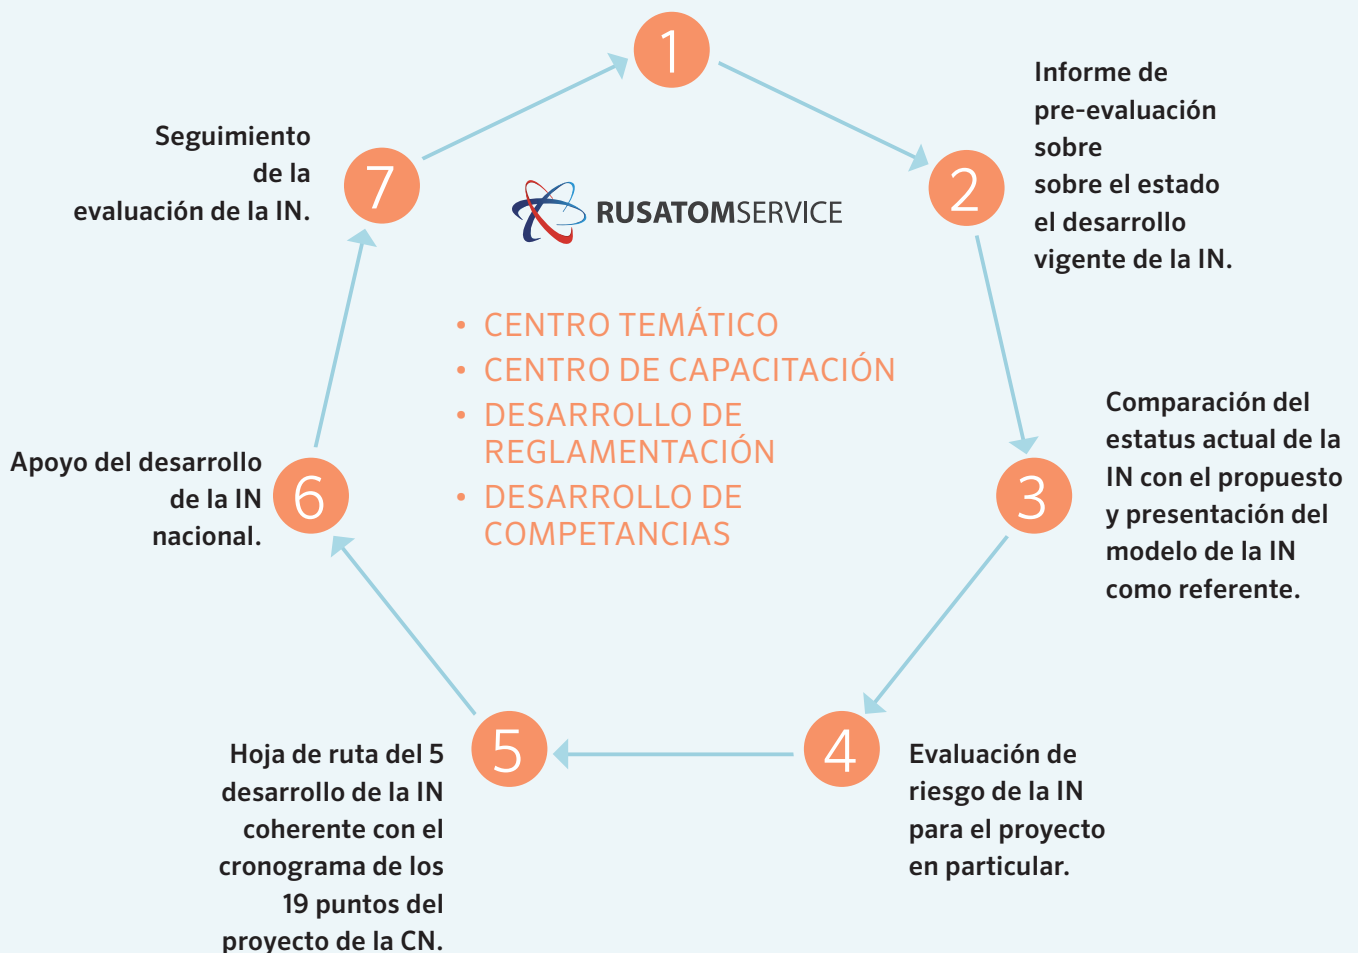 1
2
Informe de
pre-evaluación
sobre
sobre el estado
el desarrollo
vigente de la IN.
3
Comparación del
estatus actual de la
IN con el propuesto
y presentación del
modelo de la IN
como referente.
4
Evaluación de
riesgo de la IN
para el proyecto
en particular.
5
Hoja de ruta del 5
desarrollo de la IN
coherente con el
cronograma de los
19 puntos del
proyecto de la CN.
6
Apoyo del desarrollo
de la IN
nacional.
7
Seguimiento
de la
evaluación de la IN.
RUSATOMSERVICE
• CENTRO TEMÁTICO
• CENTRO DE CAPACITACIÓN
• DESARROLLO DE
REGLAMENTACIÓN
• DESARROLLO DE
COMPETANCIAS